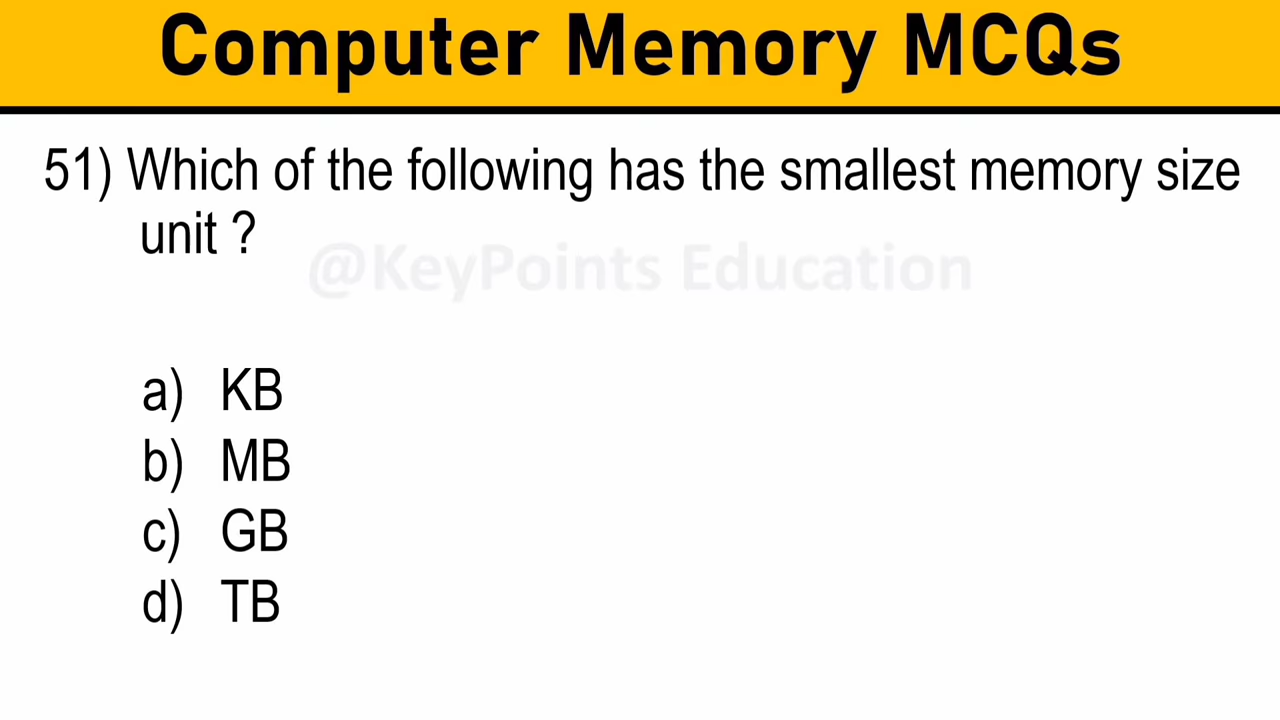 Computer Memory MCQs
51) Which of the following has the smallest memory size
unit ?
@KeyPoints Education
a) KB
b) MB
c) GB
d) TB